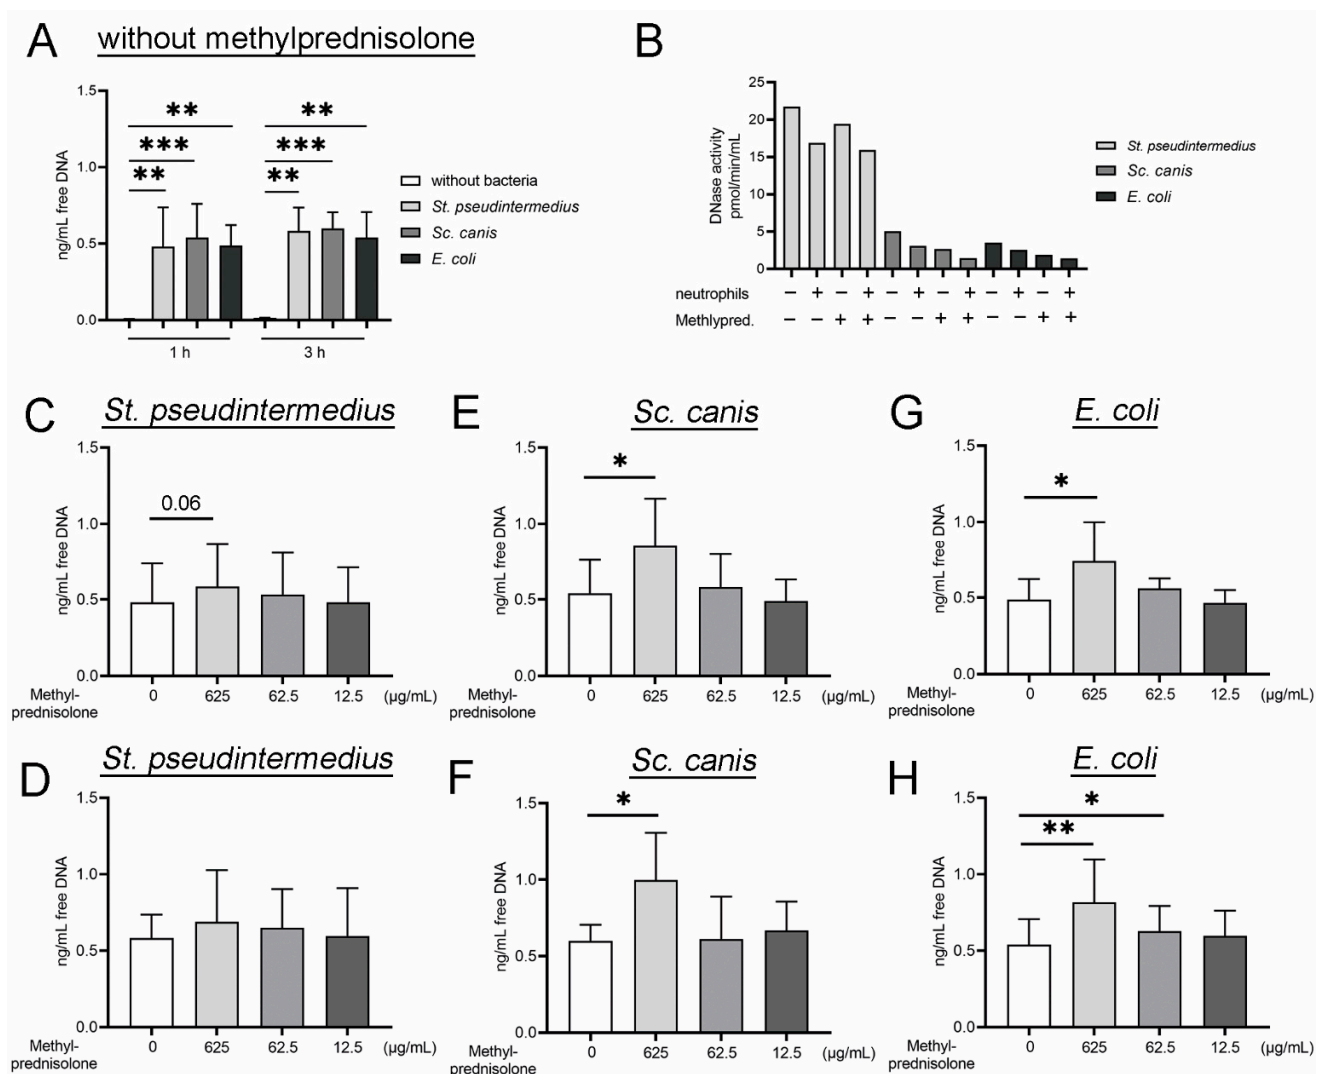 A without methylprednisolone
1.5
1.0
0.5
0.0
ng/mL free DNA
** **
*** ***
** **
1 h 3 h
without bacteria
St. pseudintermedius
Sc. canis
E. coli
B
25
20
15
10
5
0
DNase activity
pmol/min/mL
neutrophils − + − + − + − + − + − +
Methlypred. − − + + − − + + − − + +
St. pseudintermedius
Sc. canis
E. coli
C St. pseudintermedius
1.5
1.0
0.5
0.0
ng/mL free DNA
0.06
0 625 62.5 12.5 (µg/mL)
Methyl-
prednisolone
E Sc. canis
1.5
1.0
0.5
0.0
ng/mL free DNA
*
0 625 62.5 12.5 (µg/mL)
Methyl-
prednisolone
G E. coli
1.5
1.0
0.5
0.0
ng/mL free DNA
*
0 625 62.5 12.5 (µg/mL)
Methyl-
prednisolone
D St. pseudintermedius
1.5
1.0
0.5
0.0
ng/mL free DNA
0 625 62.5 12.5 (µg/mL)
Methyl-
prednisolone
F Sc. canis
1.5
1.0
0.5
0.0
ng/mL free DNA
*
0 625 62.5 12.5 (µg/mL)
Methyl-
prednisolone
H E. coli
1.5
1.0
0.5
0.0
ng/mL free DNA
*
**
0 625 62.5 12.5 (µg/mL)
Methyl-
prednisolone